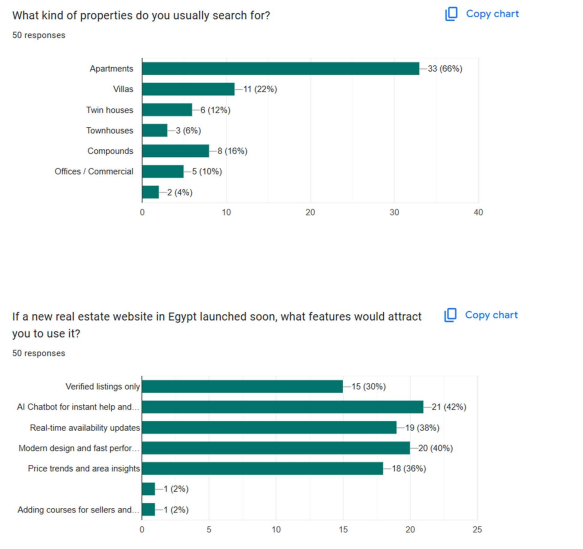 What kind of properties do you usually search for?
Copy chart
50 responses
Apartments
33 (66%)
Villas
11 (22%)
Twin houses
6 (12%)
Townhouses
3 (6%)
Compounds
8 (16%)
Offices / Commercial
5 (10%)
2 (4%)
0 10 20 30 40
If a new real estate website in Egypt launched soon, what features would attract
you to use it?
Copy chart
50 responses
Verified listings only
15 (30%)
AI Chatbot for instant help and...
21 (42%)
Real-time availability updates
19 (38%)
Modern design and fast perfor...
20 (40%)
Price trends and area insights
18 (36%)
1 (2%)
Adding courses for sellers and...
1 (2%)
0 5 10 15 20 25